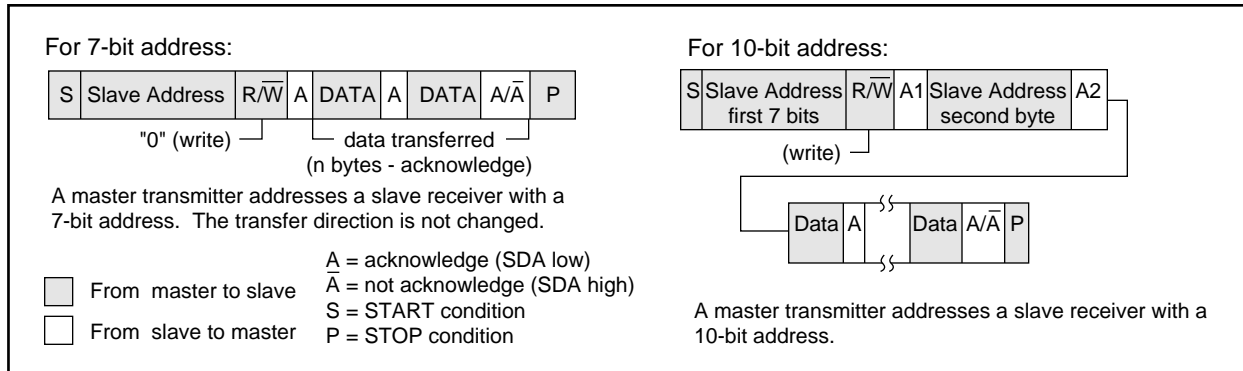 For 7-bit address:
S Slave Address R/W̅ A DATA A DATA A/A̅ P
"0" (write) data transferred
(n bytes - acknowledge)
A master transmitter addresses a slave receiver with a
7-bit address. The transfer direction is not changed.
From master to slave
From slave to master
A = acknowledge (SDA low)
A̅ = not acknowledge (SDA high)
S = START condition
P = STOP condition
For 10-bit address:
S Slave Address R/W̅ A1 Slave Address A2
first 7 bits second byte
(write)
Data A Data A/A̅ P
A master transmitter addresses a slave receiver with a
10-bit address.